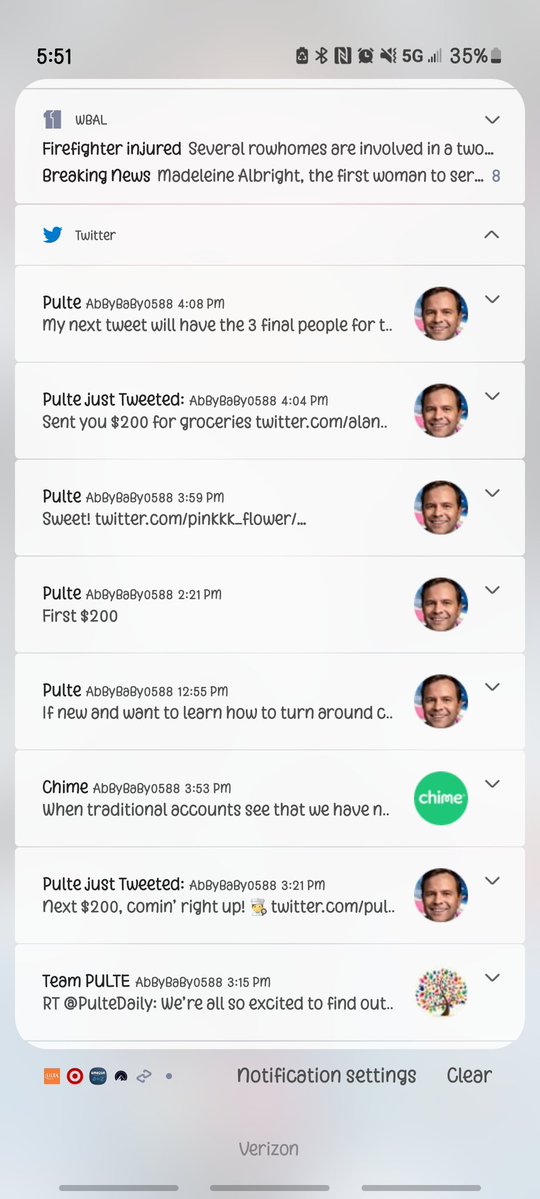 5:51 5G 35%
WBAL
Firefighter injured Several rowhomes are involved in a two...
Breaking News Madeleine Albright, the first woman to ser... 8
Twitter
Pulte AbByBaBy0588 4:08 PM
My next tweet will have the 3 final people for t..
Pulte just Tweeted: AbByBaBy0588 4:04 PM
Sent you $200 for groceries twitter.com/alan..
Pulte AbByBaBy0588 3:59 PM
Sweet! twitter.com/pinkkk_flower/...
Pulte AbByBaBy0588 2:21 PM
First $200
Pulte AbByBaBy0588 12:55 PM
If new and want to learn how to turn around c..
Chime AbByBaBy0588 3:53 PM
When traditional accounts see that we have n..
chime
Pulte just Tweeted: AbByBaBy0588 3:21 PM
Next $200, comin' right up! 👨‍🍳 twitter.com/pul..
Team PULTE AbByBaBy0588 3:15 PM
RT @PulteDaily: We're all so excited to find out..
Notification settings Clear
Verizon